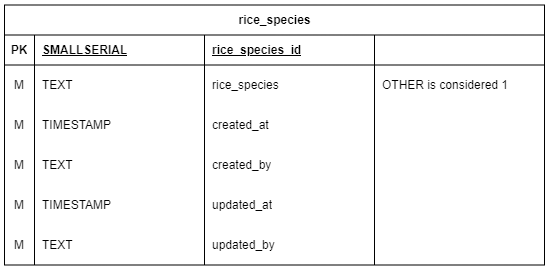 rice_species
PK SMALLSERIAL rice_species_id
M TEXT rice_species OTHER is considered 1
M TIMESTAMP created_at
M TEXT created_by
M TIMESTAMP updated_at
M TEXT updated_by